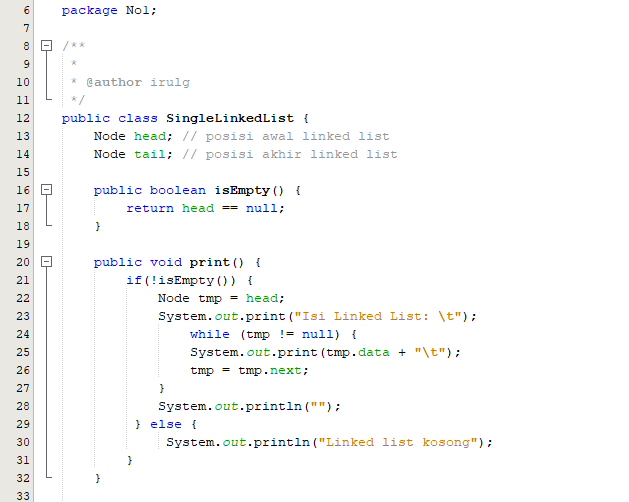 6 package No1;
7
8 /**
9 *
10 * @author irulg
11 */
12 public class SingleLinkedList {
13 Node head; // posisi awal linked list
14 Node tail; // posisi akhir linked list
15
16 public boolean isEmpty() {
17 return head == null;
18 }
19
20 public void print() {
21 if(!isEmpty()) {
22 Node tmp = head;
23 System.out.print("Isi Linked List: \t");
24 while (tmp != null) {
25 System.out.print(tmp.data + "\t");
26 tmp = tmp.next;
27 }
28 System.out.println("");
29 } else {
30 System.out.println("Linked list kosong");
31 }
32 }
33